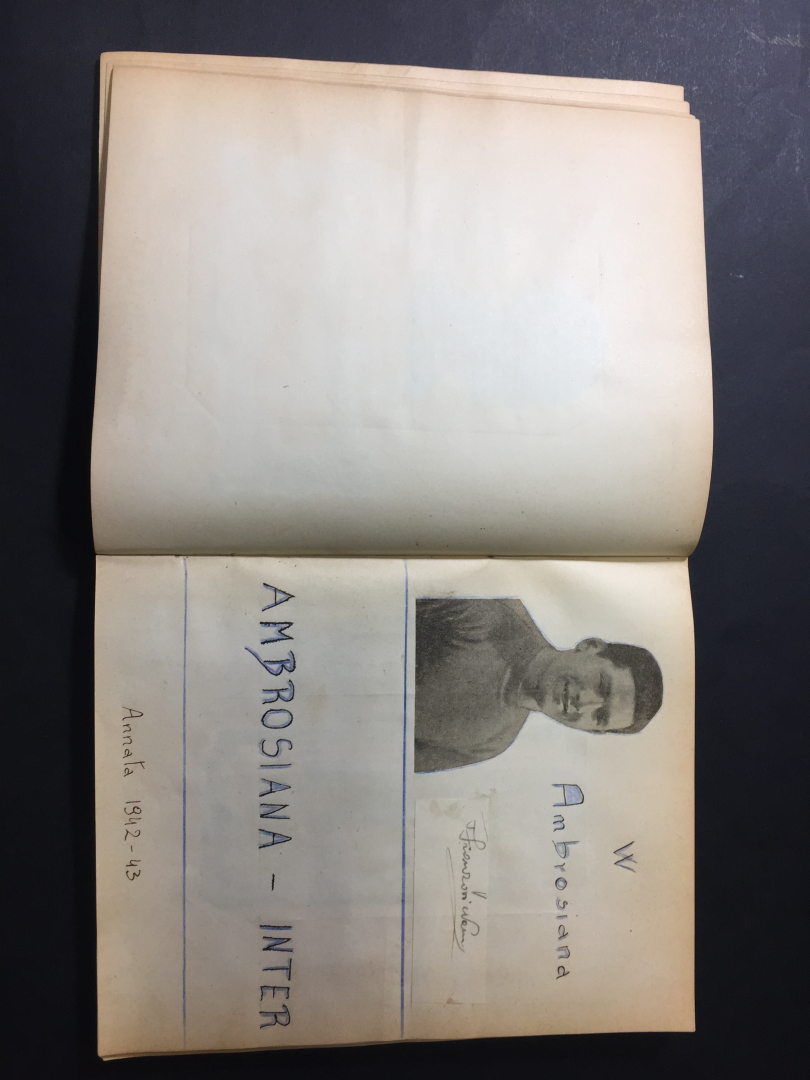 W
Ambrosiana
AMBROSIANA - INTER
Annata 1942-43